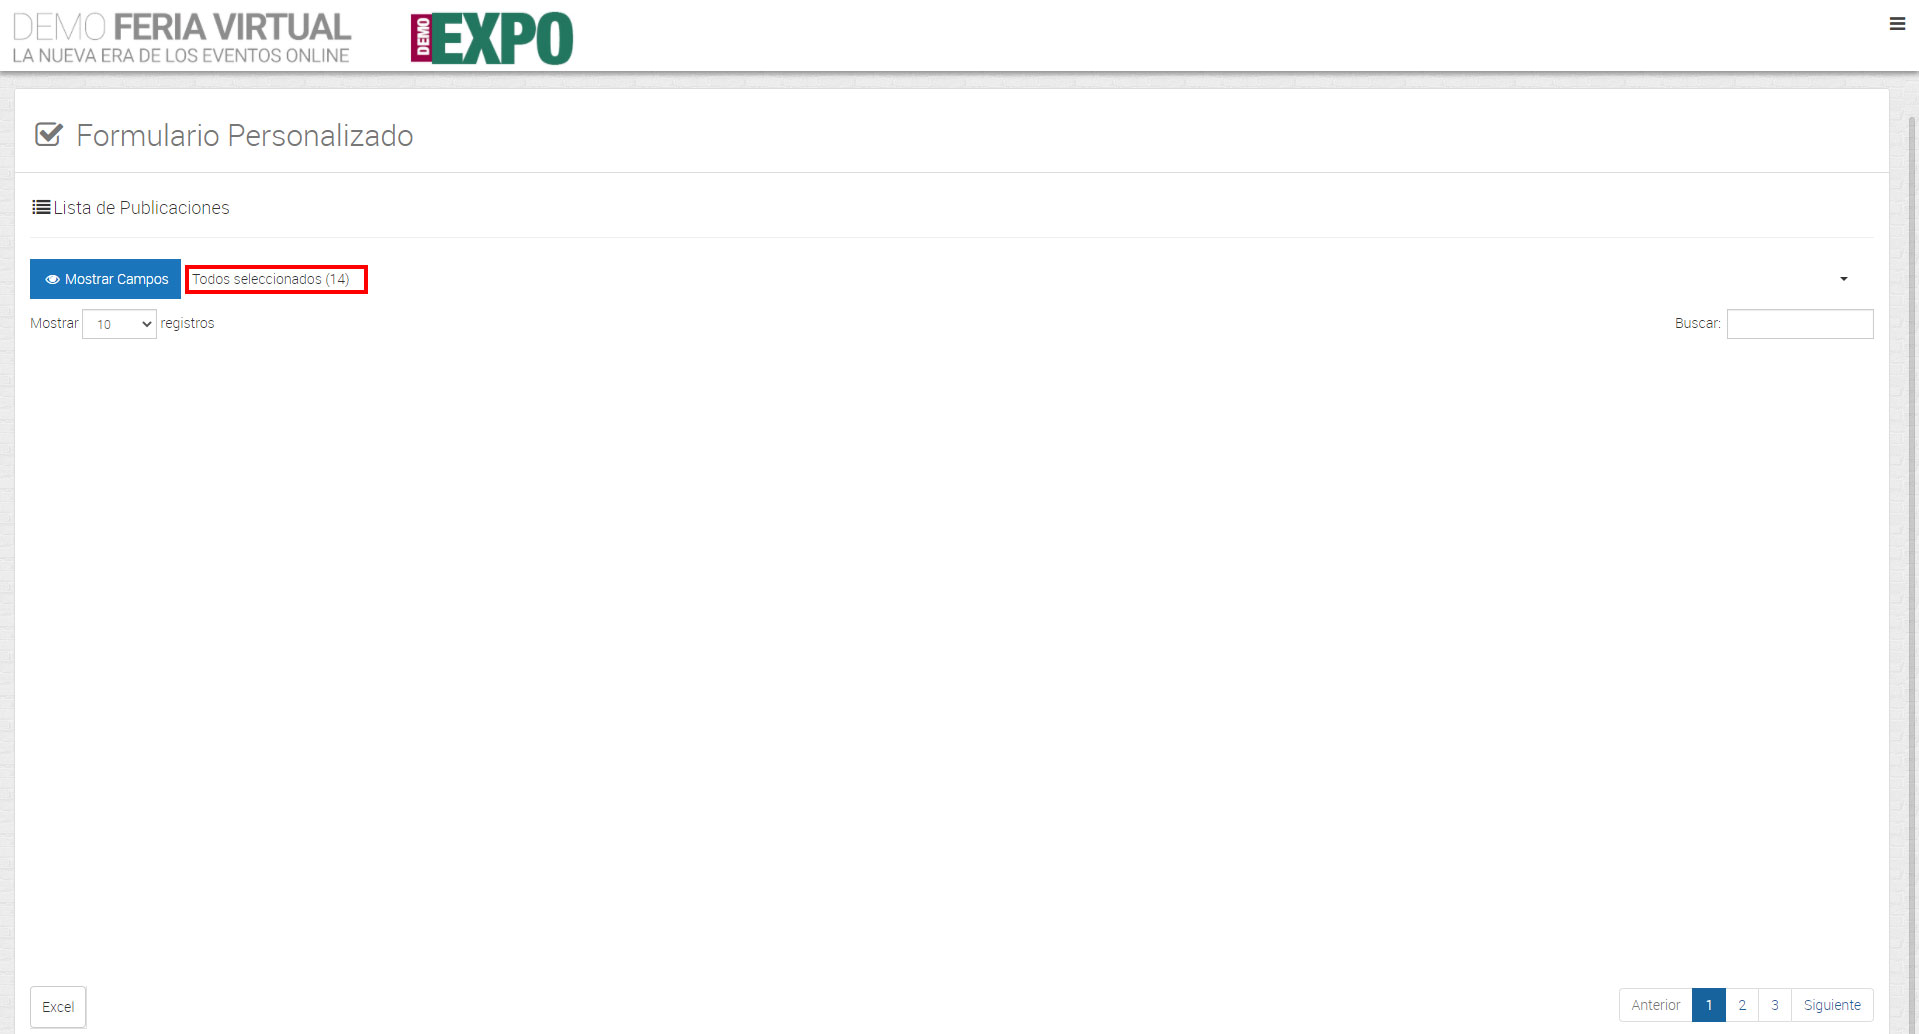 DEMO FERIA VIRTUAL
LA NUEVA ERA DE LOS EVENTOS ONLINE
DEMO EXPO
Formulario Personalizado
Lista de Publicaciones
Mostrar Campos Todos seleccionados (14)
Mostrar 10 registros Buscar:
Excel Anterior 1 2 3 Siguiente